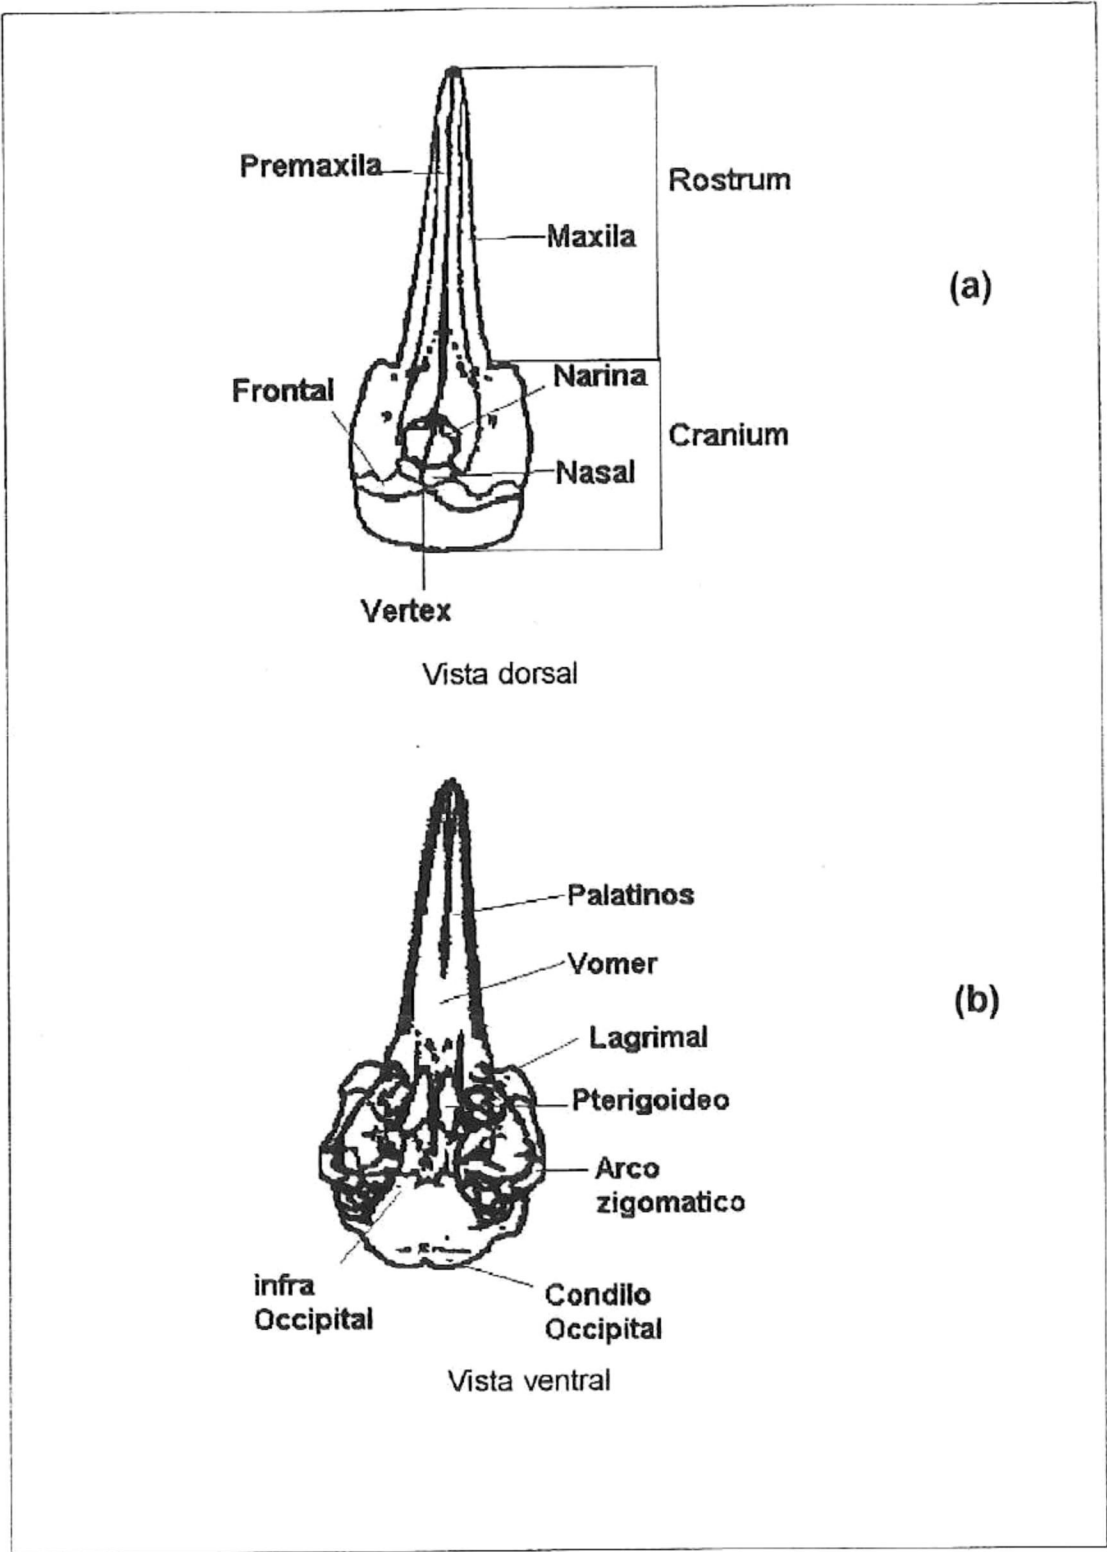 Premaxila
Rostrum
Maxila
(a)
Narina
Frontal
Cranium
Nasal
Vertex
Vista dorsal
Palatinos
Vomer
(b)
Lagrimal
Pterigoideo
Arco
zigomatico
infra
Occipital
Condilo
Occipital
Vista ventral